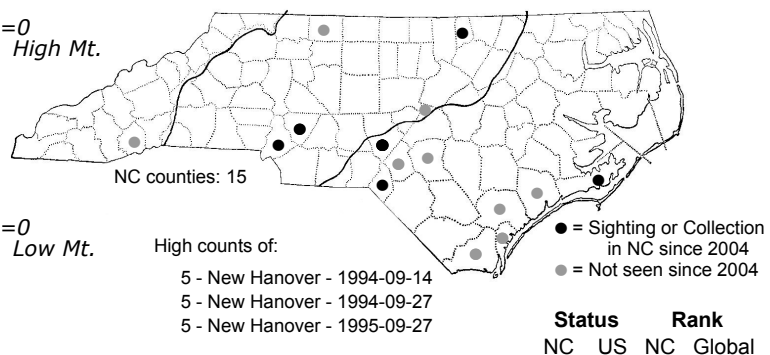 =0
High Mt.
NC counties: 15
=0
Low Mt.
High counts of:
5 - New Hanover - 1994-09-14
5 - New Hanover - 1994-09-27
5 - New Hanover - 1995-09-27
= Sighting or Collection
in NC since 2004
= Not seen since 2004
Status Rank
NC US NC Global